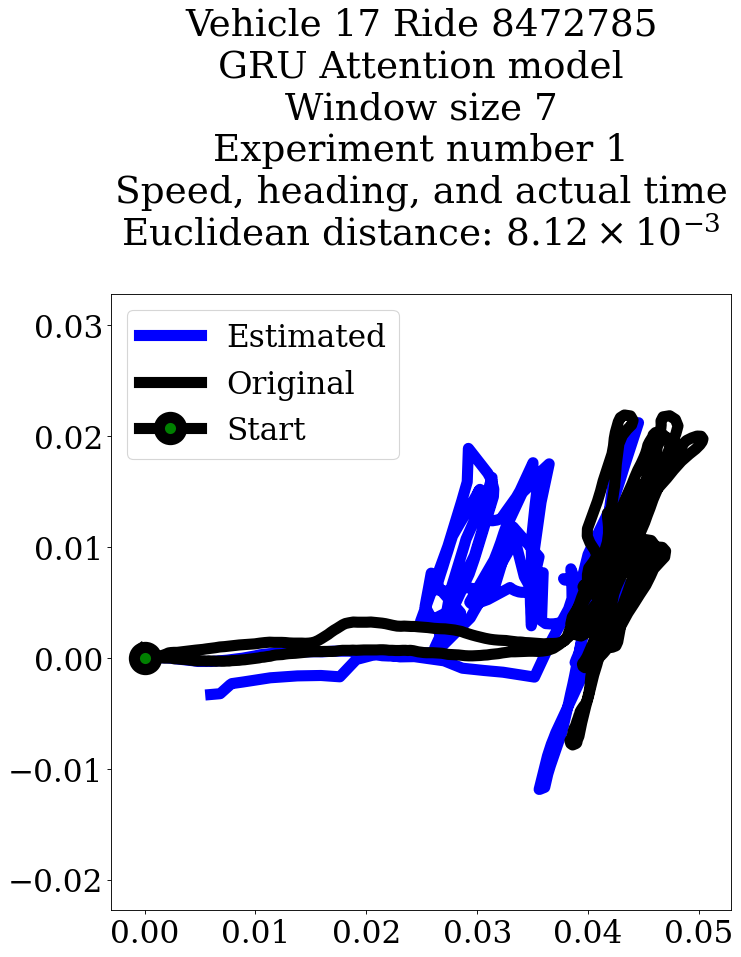 Vehicle 17 Ride 8472785
GRU Attention model
Window size 7
Experiment number 1
Speed, heading, and actual time
Euclidean distance: 8.12 × 10⁻³
Estimated
Original
Start
0.03
0.02
0.01
0.00
−0.01
−0.02
0.00 0.01 0.02 0.03 0.04 0.05